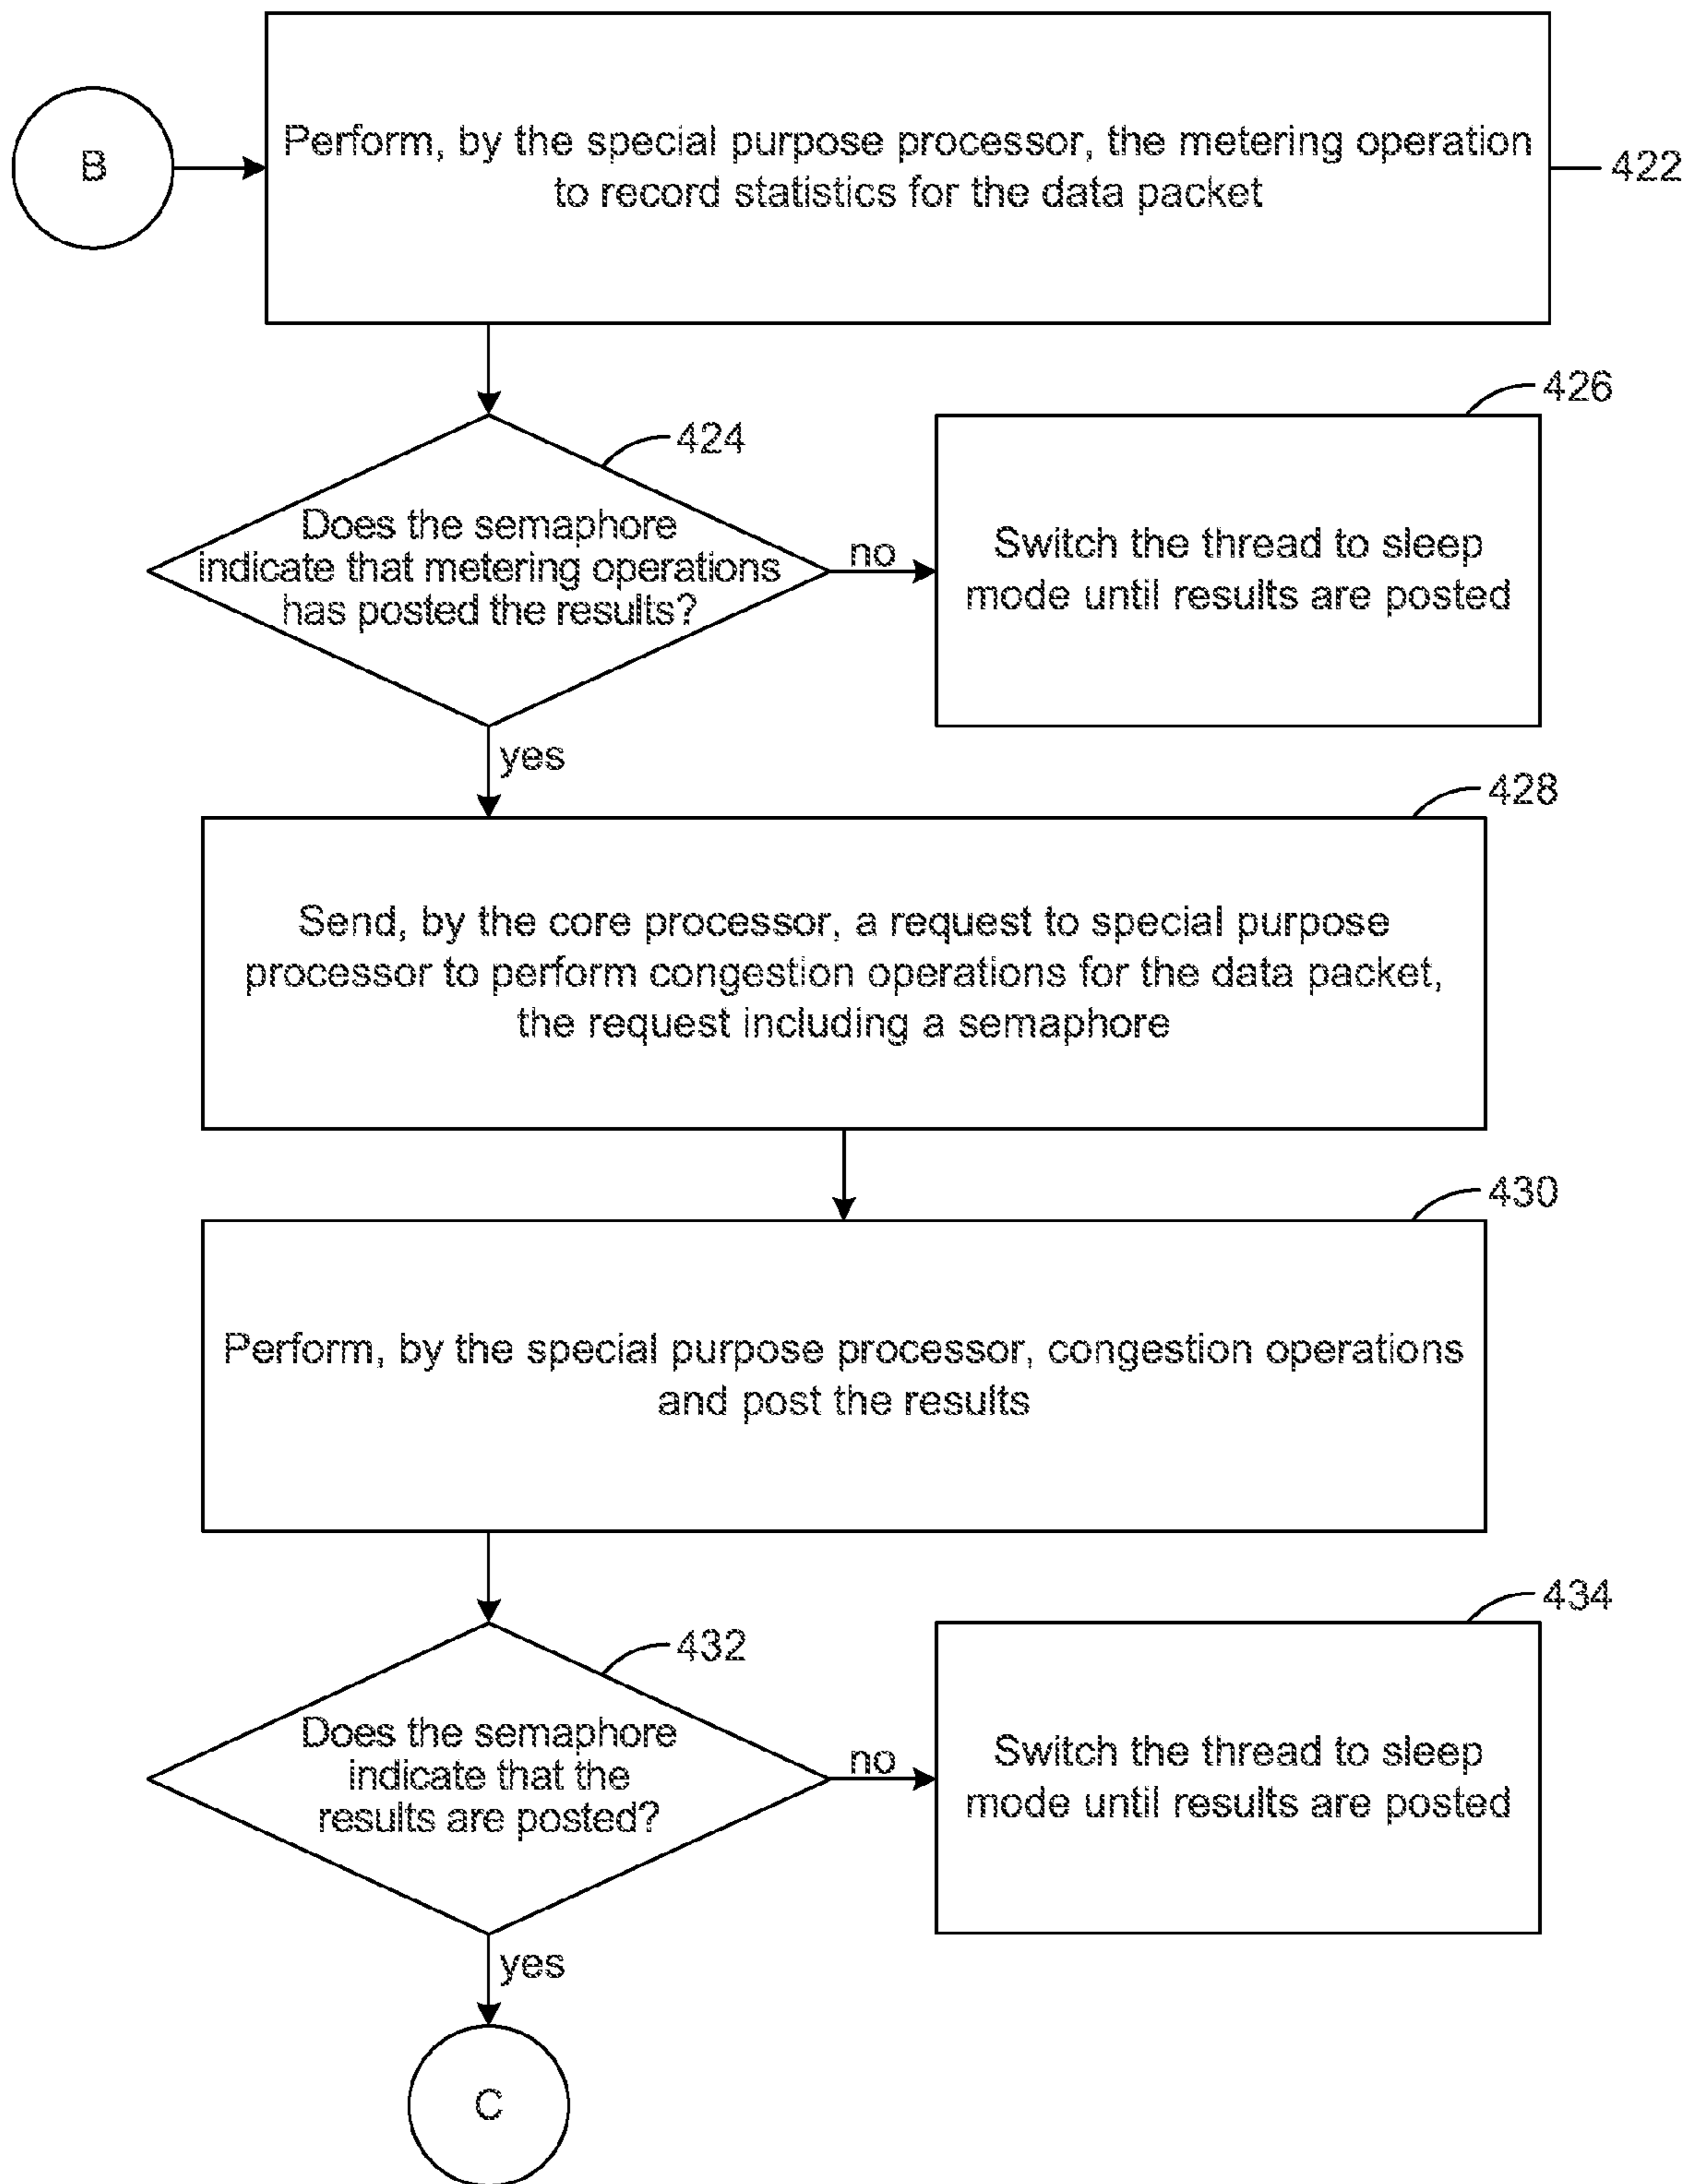 B
Perform, by the special purpose processor, the metering operation
to record statistics for the data packet
422
424
Does the semaphore
indicate that metering operations
has posted the results?
no
426
Switch the thread to sleep
mode until results are posted
yes
428
Send, by the core processor, a request to special purpose
processor to perform congestion operations for the data packet,
the request including a semaphore
430
Perform, by the special purpose processor, congestion operations
and post the results
432
Does the semaphore
indicate that the
results are posted?
no
434
Switch the thread to sleep
mode until results are posted
yes
C